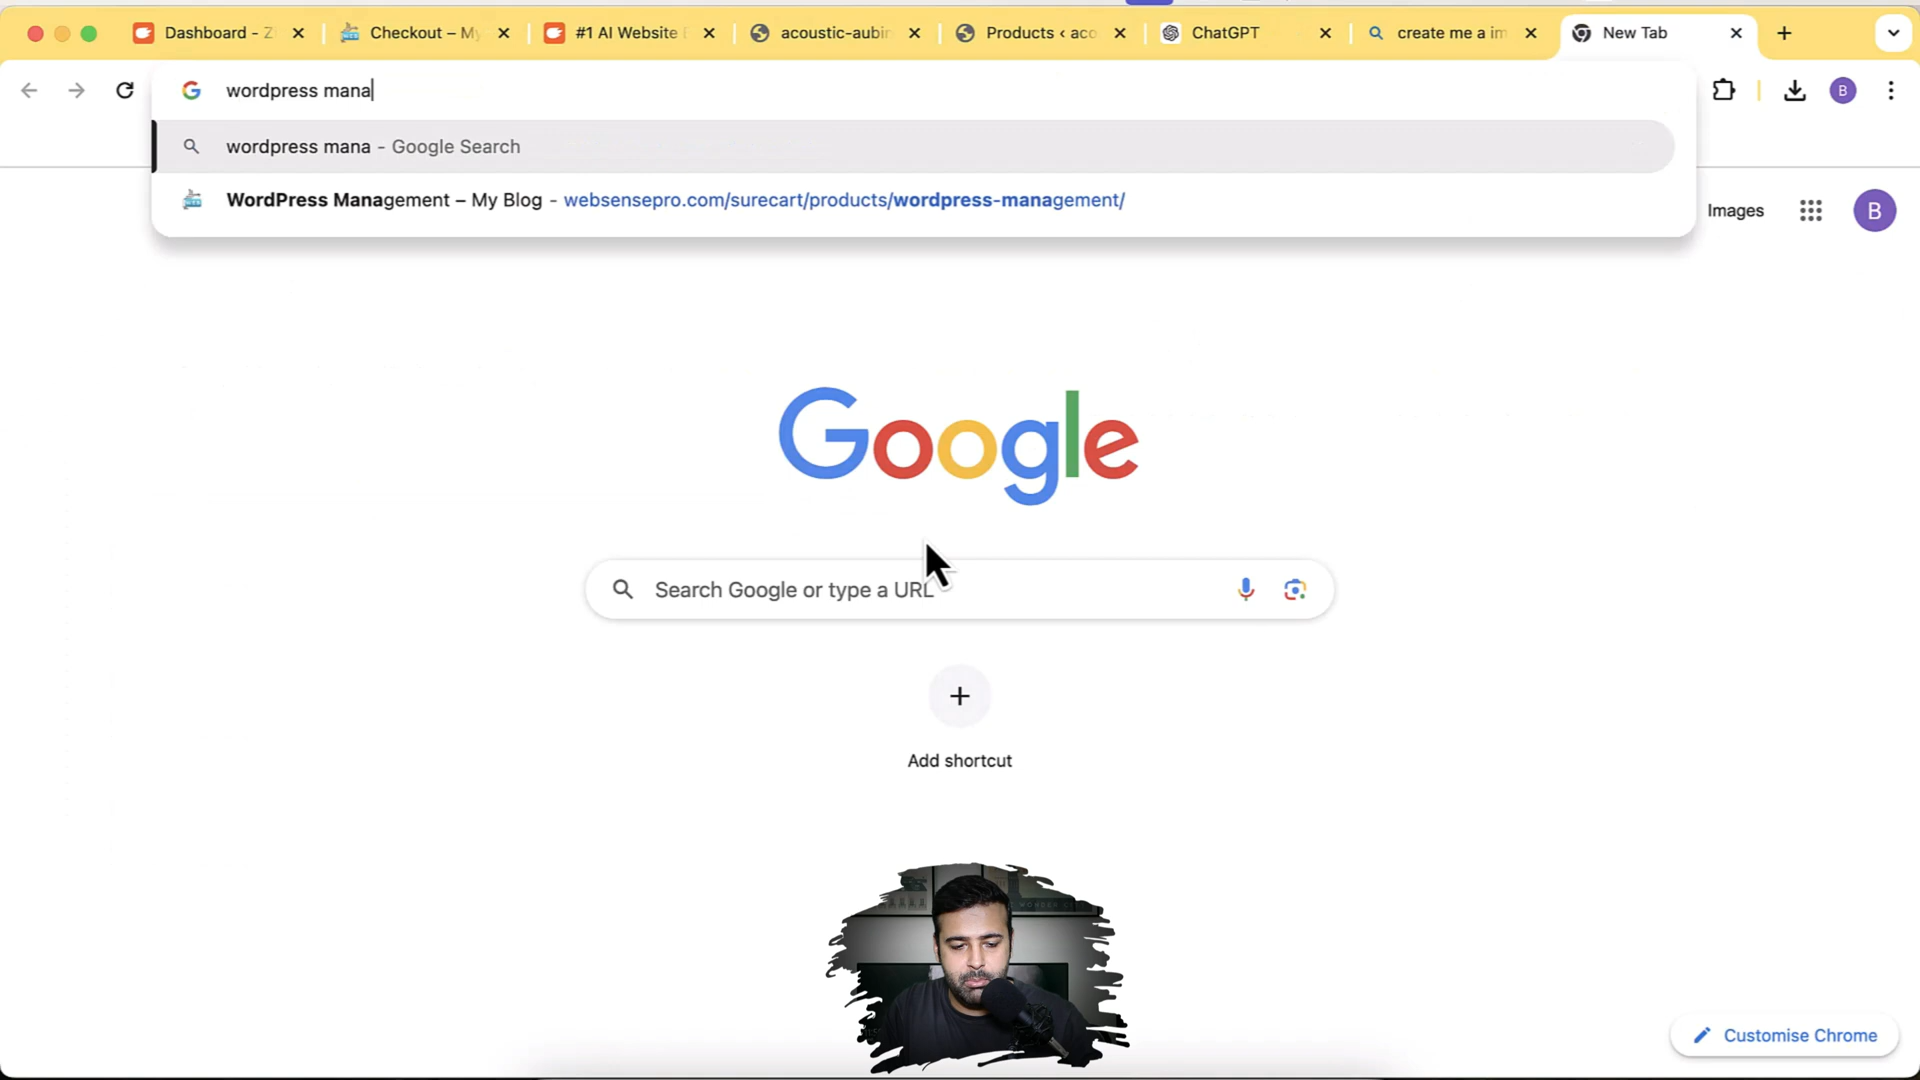 Dashboard - Z
Checkout – My
#1 AI Website
acoustic-aubin
Products ‹ aco
ChatGPT
create me a im
New Tab
wordpress mana
B
wordpress mana - Google Search
WordPress Management – My Blog - websensepro.com/surecart/products/wordpress-management/
Images
B
Google
Search Google or type a URL
Add shortcut
Customise Chrome